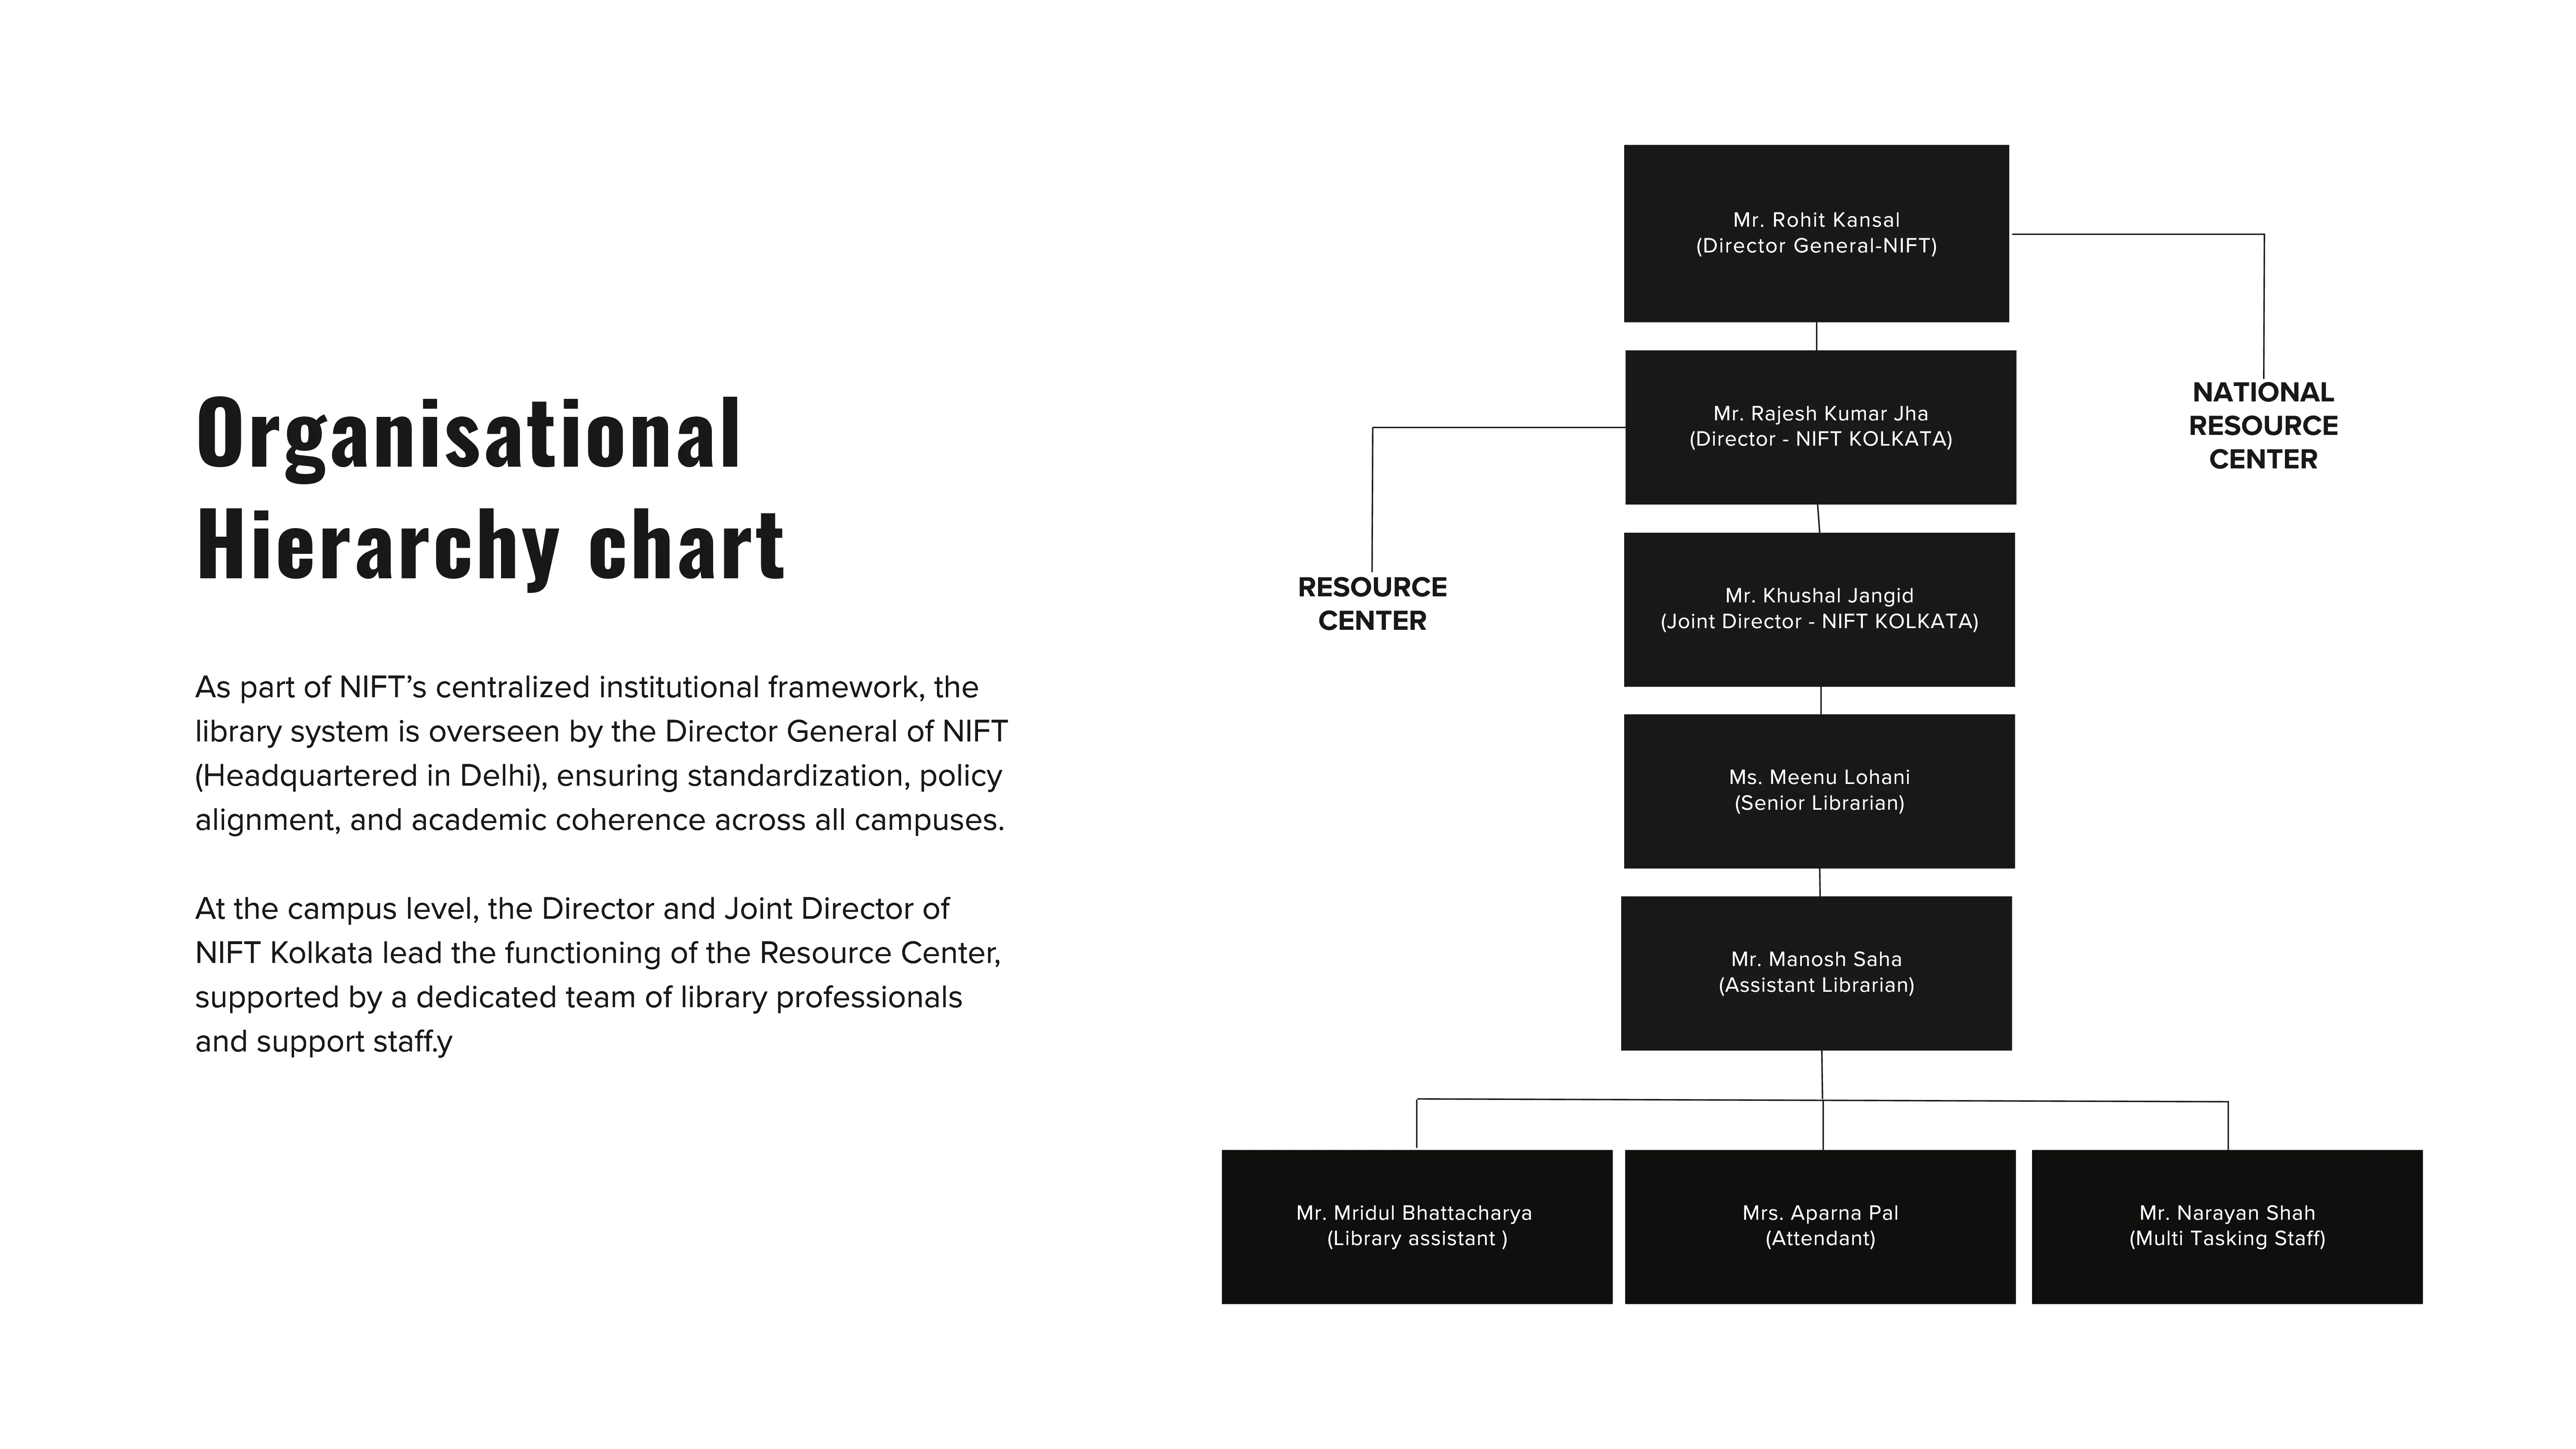 Organisational
Hierarchy chart
As part of NIFT’s centralized institutional framework, the
library system is overseen by the Director General of NIFT
(Headquartered in Delhi), ensuring standardization, policy
alignment, and academic coherence across all campuses.
At the campus level, the Director and Joint Director of
NIFT Kolkata lead the functioning of the Resource Center,
supported by a dedicated team of library professionals
and support staff.y
Mr. Rohit Kansal
(Director General-NIFT)
NATIONAL
RESOURCE
CENTER
Mr. Rajesh Kumar Jha
(Director - NIFT KOLKATA)
RESOURCE
CENTER
Mr. Khushal Jangid
(Joint Director - NIFT KOLKATA)
Ms. Meenu Lohani
(Senior Librarian)
Mr. Manosh Saha
(Assistant Librarian)
Mr. Mridul Bhattacharya
(Library assistant )
Mrs. Aparna Pal
(Attendant)
Mr. Narayan Shah
(Multi Tasking Staff)